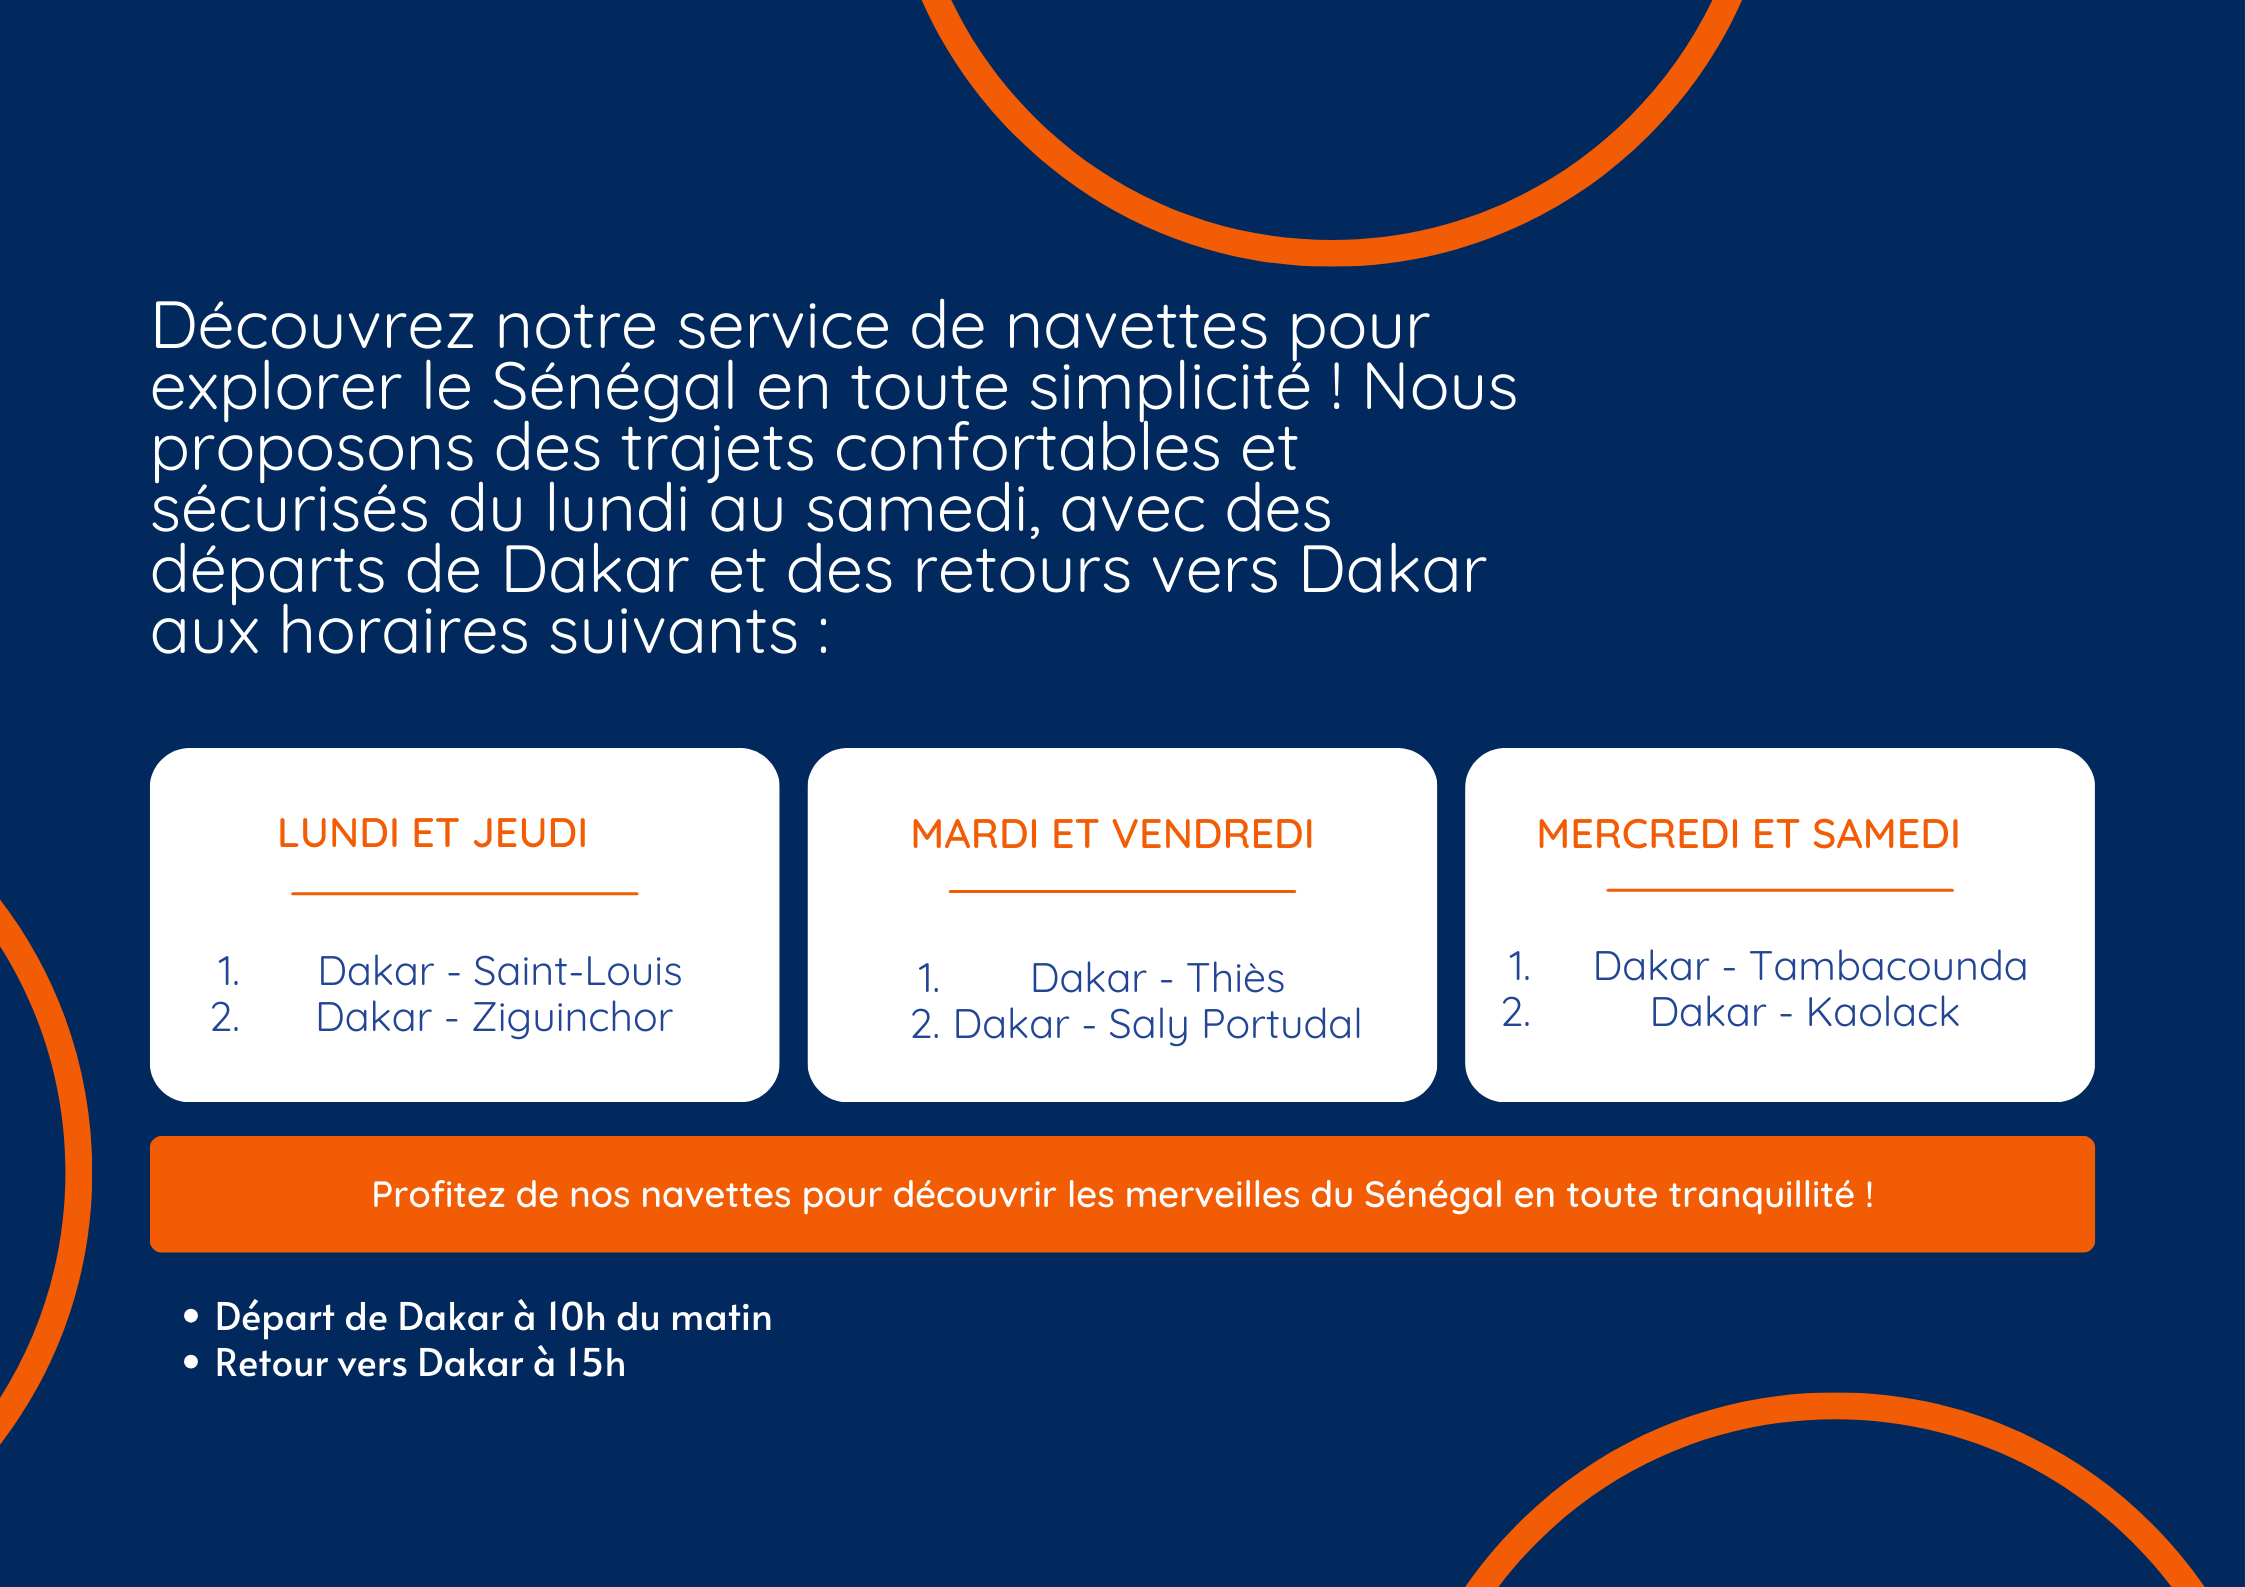 Découvrez notre service de navettes pour
explorer le Sénégal en toute simplicité ! Nous
proposons des trajets confortables et
sécurisés du lundi au samedi, avec des
départs de Dakar et des retours vers Dakar
aux horaires suivants :
LUNDI ET JEUDI
1. Dakar - Saint-Louis
2. Dakar - Ziguinchor
MARDI ET VENDREDI
1. Dakar - Thiès
2. Dakar - Saly Portudal
MERCREDI ET SAMEDI
1. Dakar - Tambacounda
2. Dakar - Kaolack
Profitez de nos navettes pour découvrir les merveilles du Sénégal en toute tranquillité !
• Départ de Dakar à 10h du matin
• Retour vers Dakar à 15h